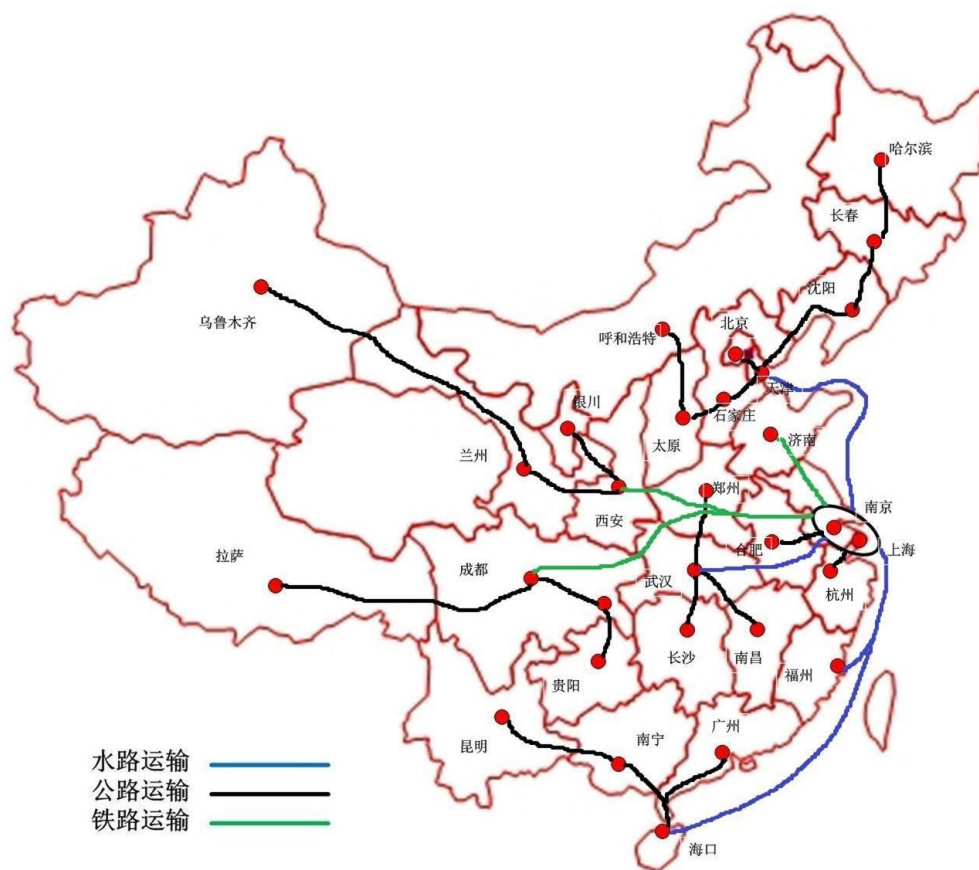 哈尔滨
长春
沈阳
北京
呼和浩特
乌鲁木齐
天津
石家庄
银川
太原
济南
兰州
郑州
西安
南京
合肥
上海
拉萨
成都
武汉
杭州
长沙
南昌
福州
贵阳
广州
南宁
昆明
水路运输
公路运输
铁路运输
海口